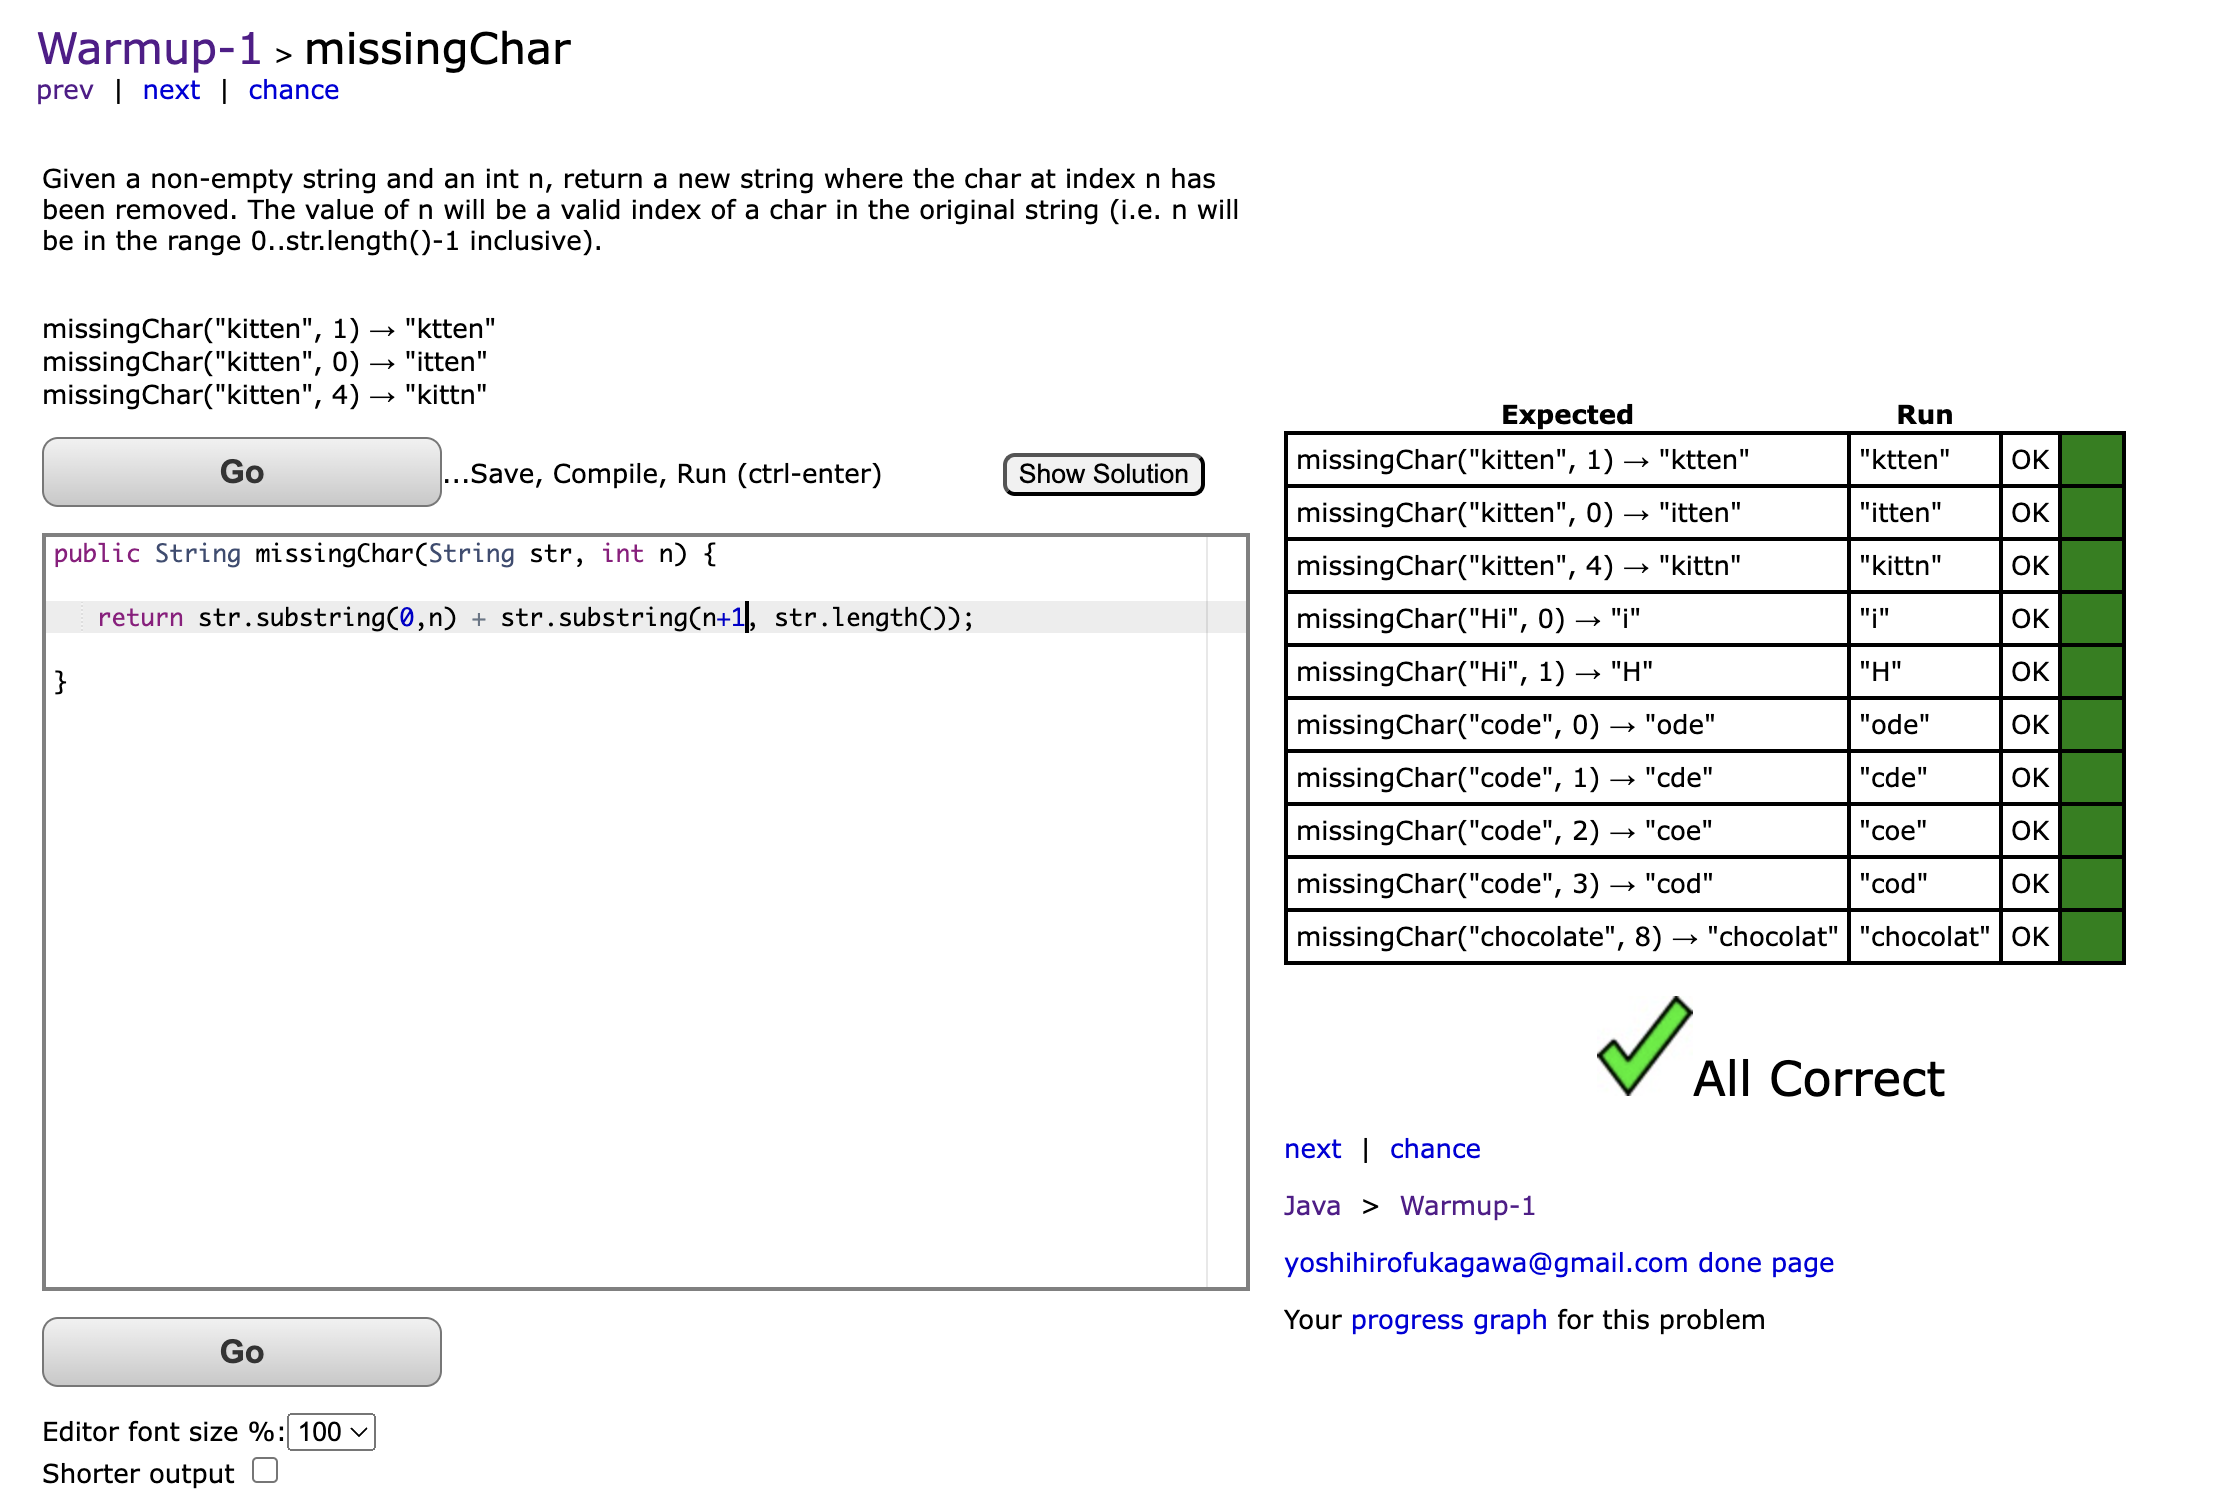 Warmup-1 > missingChar
prev | next | chance
Given a non-empty string and an int n, return a new string where the char at index n has
been removed. The value of n will be a valid index of a char in the original string (i.e. n will
be in the range 0..str.length()-1 inclusive).
missingChar("kitten", 1) → "ktten"
missingChar("kitten", 0) → "itten"
missingChar("kitten", 4) → "kittn"
Go ...Save, Compile, Run (ctrl-enter) Show Solution
public String missingChar(String str, int n) {
return str.substring(0,n) + str.substring(n+1, str.length());
}
Go
Editor font size %: 100
Shorter output
Expected Run
missingChar("kitten", 1) → "ktten" "ktten" OK
missingChar("kitten", 0) → "itten" "itten" OK
missingChar("kitten", 4) → "kittn" "kittn" OK
missingChar("Hi", 0) → "i" "i" OK
missingChar("Hi", 1) → "H" "H" OK
missingChar("code", 0) → "ode" "ode" OK
missingChar("code", 1) → "cde" "cde" OK
missingChar("code", 2) → "coe" "coe" OK
missingChar("code", 3) → "cod" "cod" OK
missingChar("chocolate", 8) → "chocolat" "chocolat" OK
All Correct
next | chance
Java > Warmup-1
yoshihirofukagawa@gmail.com done page
Your progress graph for this problem